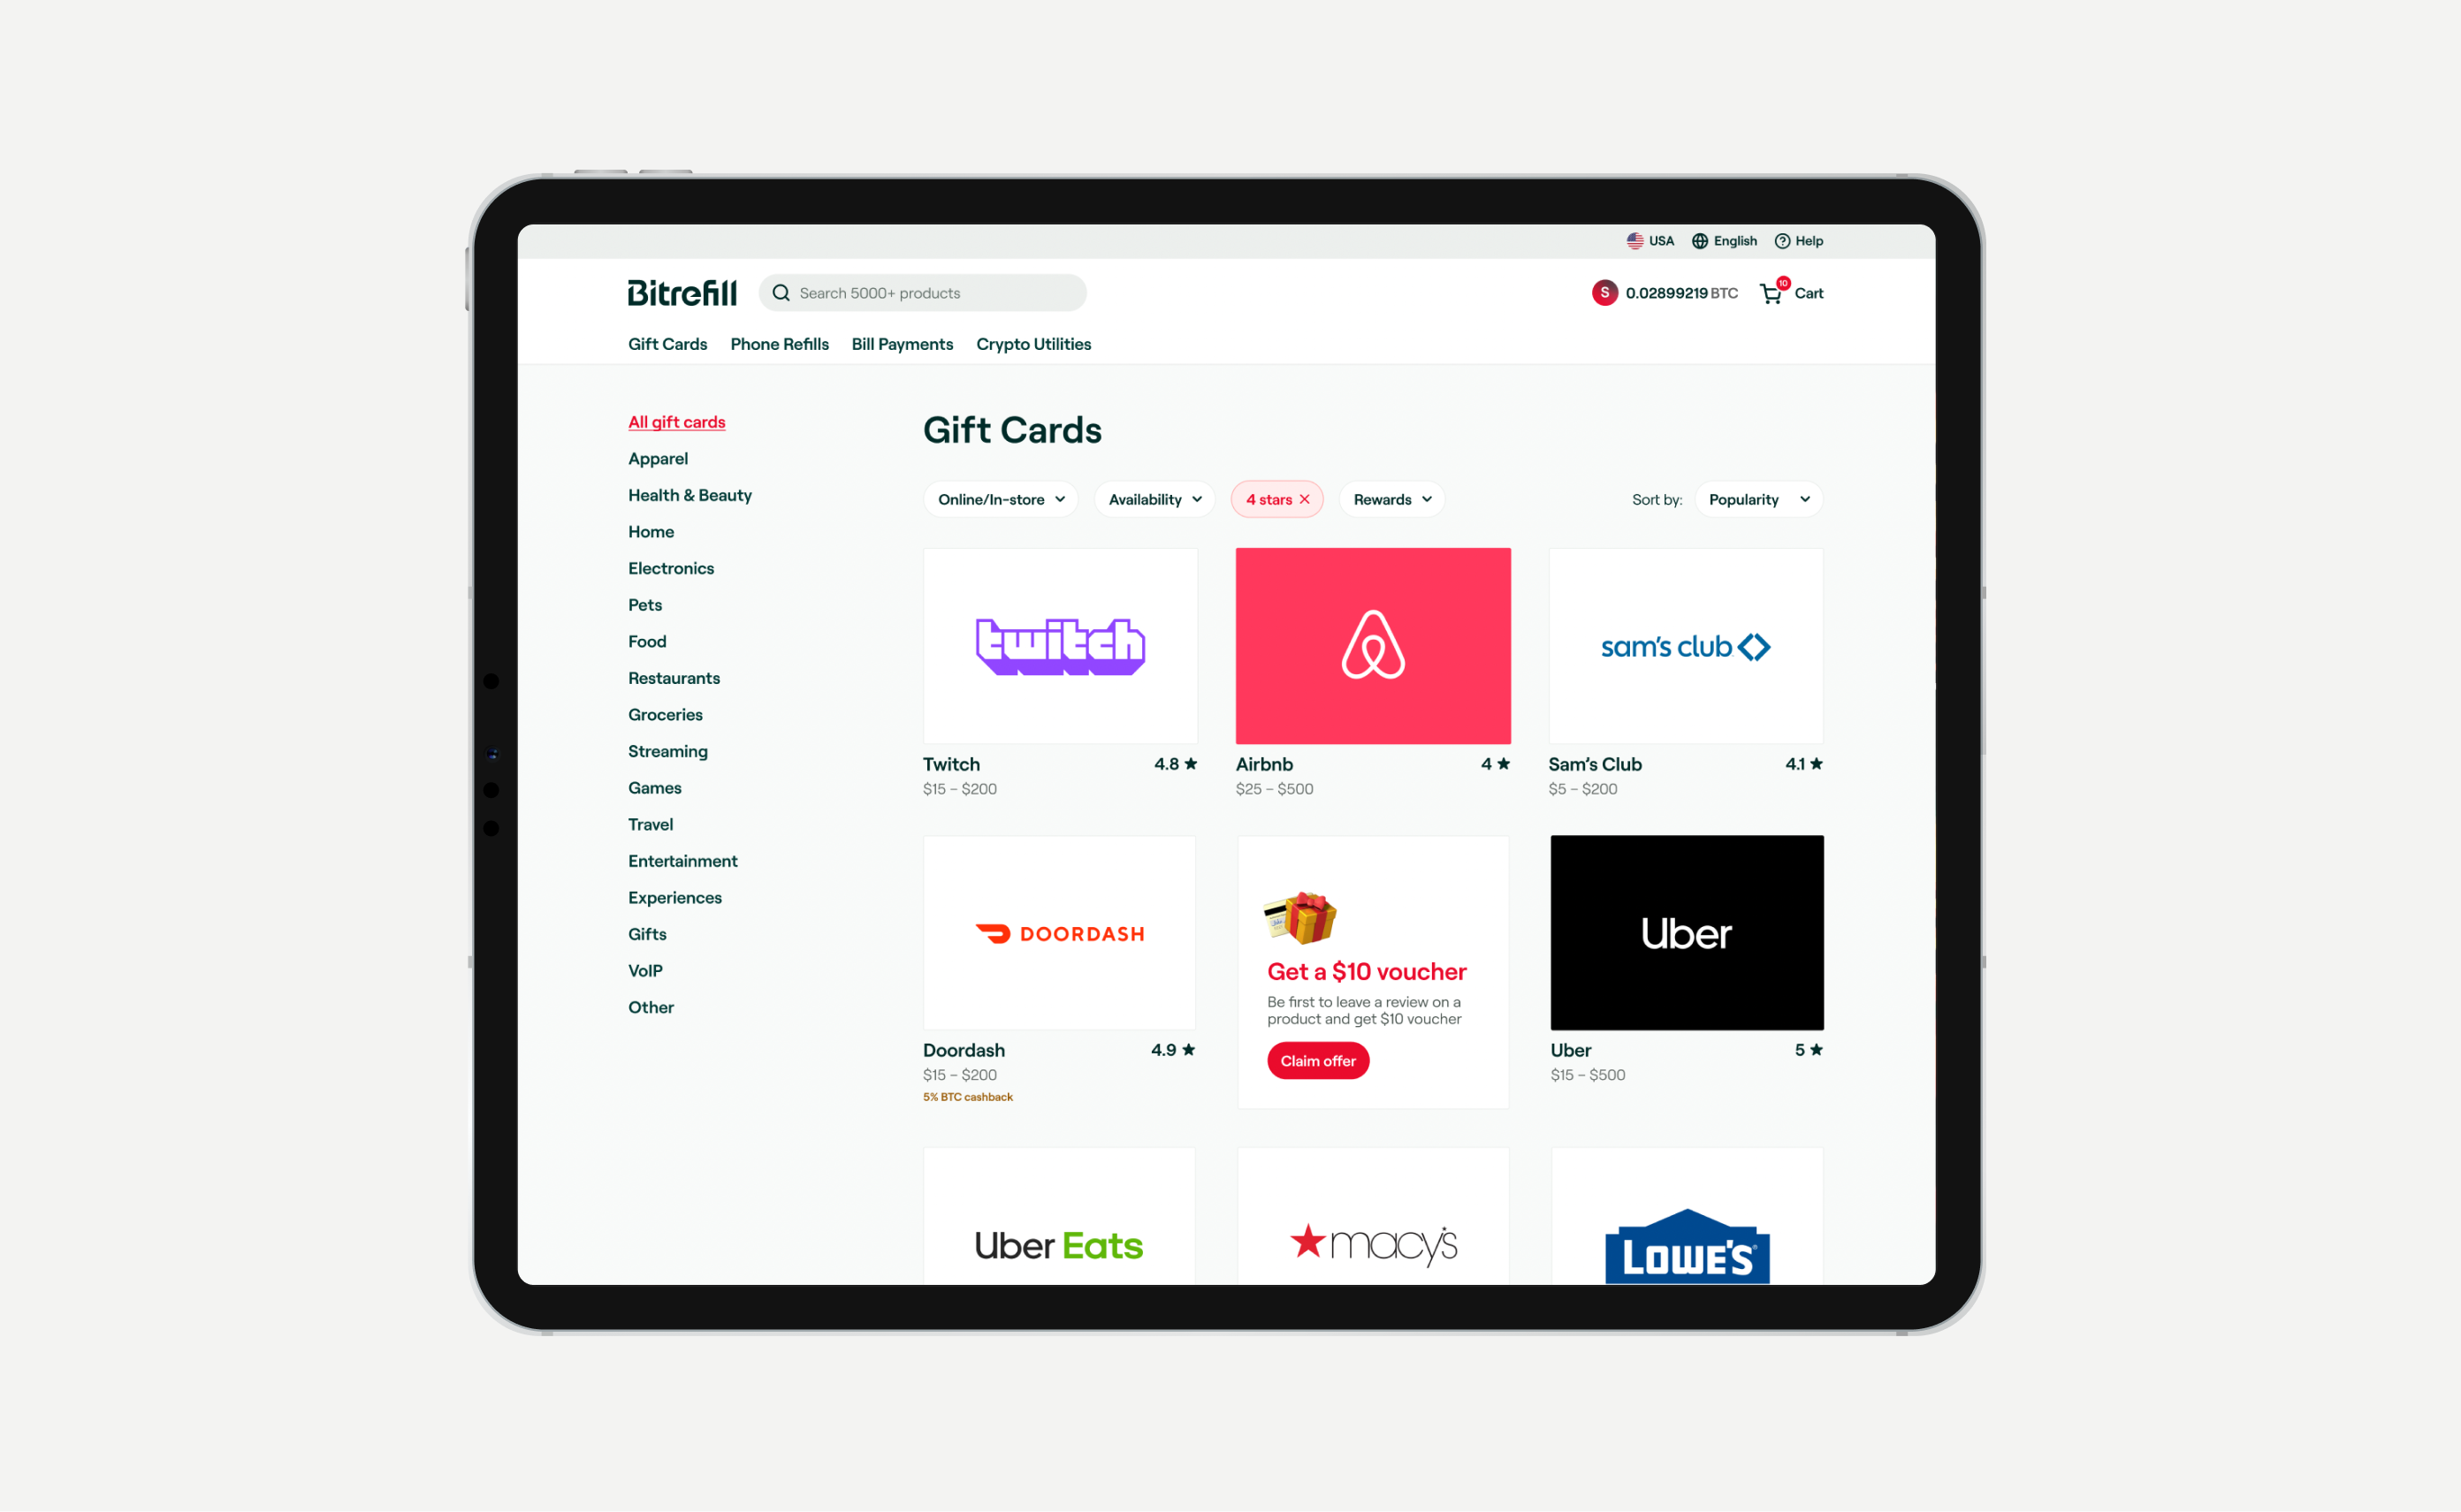 USA English Help
Bitrefill Search 5000+ products S 0.02899219 BTC 10 Cart
Gift Cards Phone Refills Bill Payments Crypto Utilities
All gift cards
Apparel
Health & Beauty
Home
Electronics
Pets
Food
Restaurants
Groceries
Streaming
Games
Travel
Entertainment
Experiences
Gifts
VoIP
Other
Gift Cards
Online/In-store Availability 4 stars Rewards Sort by: Popularity
twitch
sam's club
Twitch 4.8 ★ Airbnb 4 ★ Sam's Club 4.1 ★
$15 – $200 $25 – $500 $5 – $200
DOORDASH
Uber
Doordash 4.9 ★
$15 – $200
5% BTC cashback
Get a $10 voucher
Be first to leave a review on a
product and get $10 voucher
Claim offer
Uber 5 ★
$15 – $500
Uber Eats
macy's
LOWE'S